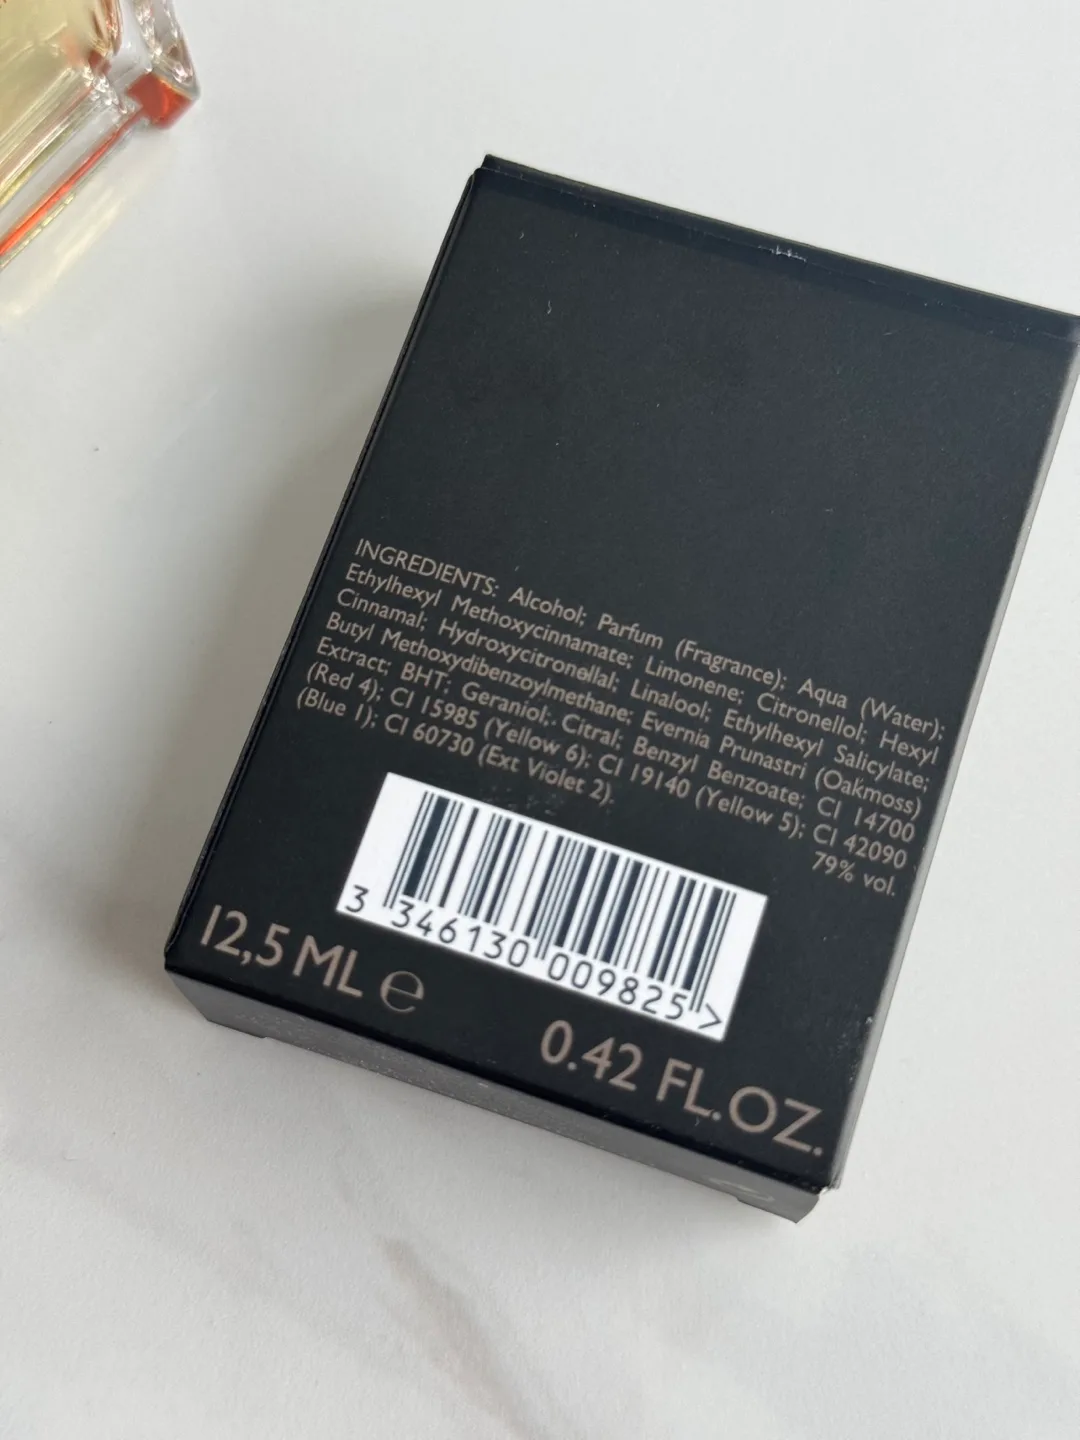 INGREDIENTS: Alcohol; Parfum (Fragrance); Aqua (Water);
Ethylhexyl Methoxycinnamate; Limonene; Citronellol; Hexyl
Cinnamal; Hydroxycitronellal; Linalool; Ethylhexyl Salicylate;
Butyl Methoxydibenzoylmethane; Evernia Prunastri (Oakmoss)
Extract; BHT; Geraniol; Citral; Benzyl Benzoate; CI 14700
(Red 4); CI 15985 (Yellow 6); CI 19140 (Yellow 5); CI 42090
(Blue 1); CI 60730 (Ext Violet 2).
79% vol.
3 346130 009825 >
12,5 ML ℮
0.42 FL.OZ.